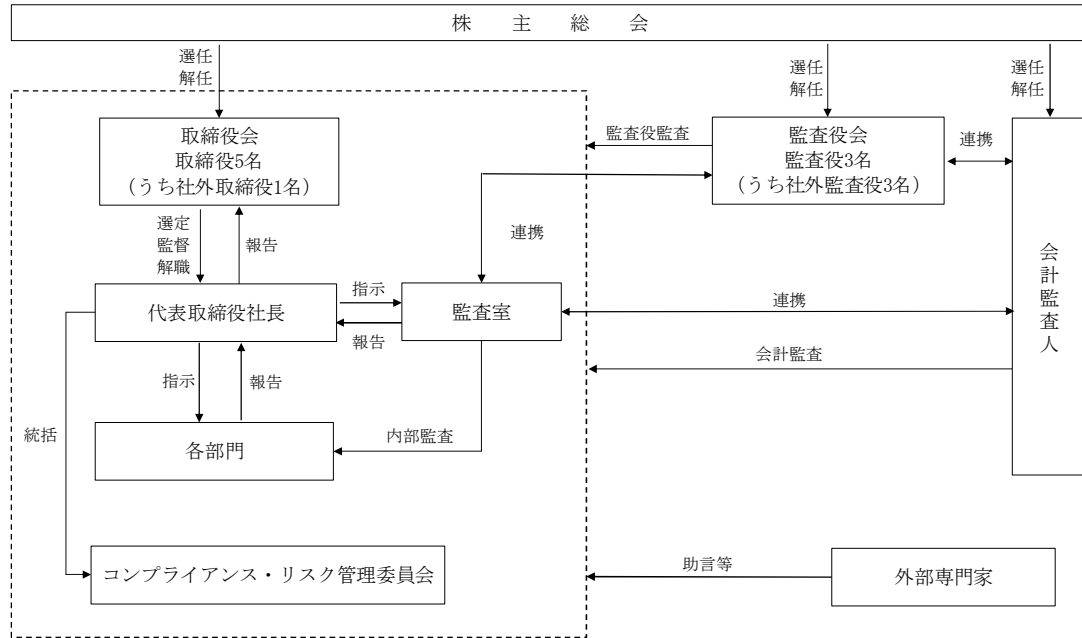 株主総会
選任
解任
選任
解任
選任
解任
取締役会
取締役5名
(うち社外取締役1名)
監査役監査
監査役会
監査役3名
(うち社外監査役3名)
連携
選定
監督
解職
報告
連携
会計監査人
代表取締役社長
指示
報告
監査室
連携
会計監査
指示
報告
統括
各部門
内部監査
コンプライアンス・リスク管理委員会
助言等
外部専門家